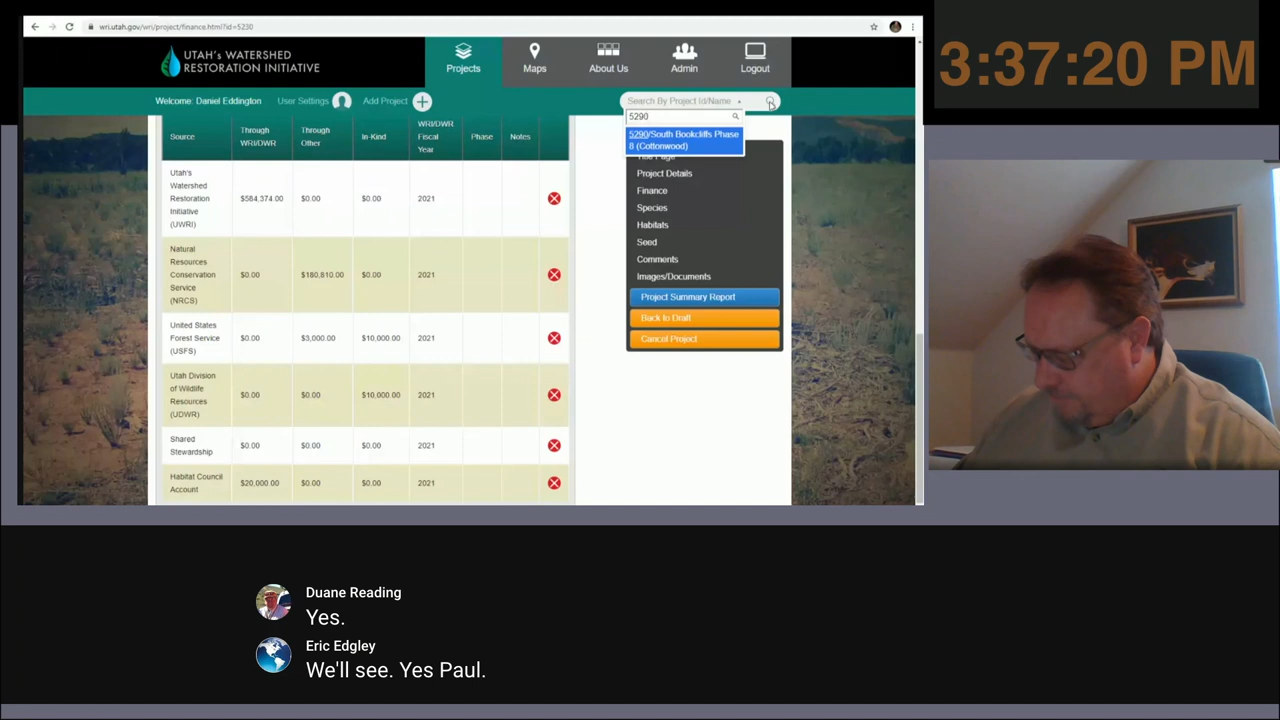 wri.utah.gov/wri/project/finance.html?id=5230
3:37:20 PM
UTAH'S WATERSHED
RESTORATION INITIATIVE
Projects
Maps
About Us
Admin
Logout
Welcome: Daniel Eddington
User Settings
Add Project
Search By Project Id/Name
5290
5290/South Bookcliffs Phase
8 (Cottonwood)
Title Page
Project Details
Finance
Species
Habitats
Seed
Comments
Images/Documents
Project Summary Report
Back to Draft
Cancel Project
Source
Through
WRI/DWR
Through
Other
In-Kind
WRI/DWR
Fiscal
Year
Phase
Notes
Utah's
Watershed
Restoration
Initiative
(UWRI)
$584,374.00
$0.00
$0.00
2021
Natural
Resources
Conservation
Service
(NRCS)
$0.00
$180,810.00
$0.00
2021
United States
Forest Service
(USFS)
$0.00
$3,000.00
$10,000.00
2021
Utah Division
of Wildlife
Resources
(UDWR)
$0.00
$0.00
$10,000.00
2021
Shared
Stewardship
$0.00
$0.00
$0.00
2021
Habitat Council
Account
$20,000.00
$0.00
$0.00
2021
Duane Reading
Yes.
Eric Edgley
We'll see. Yes Paul.